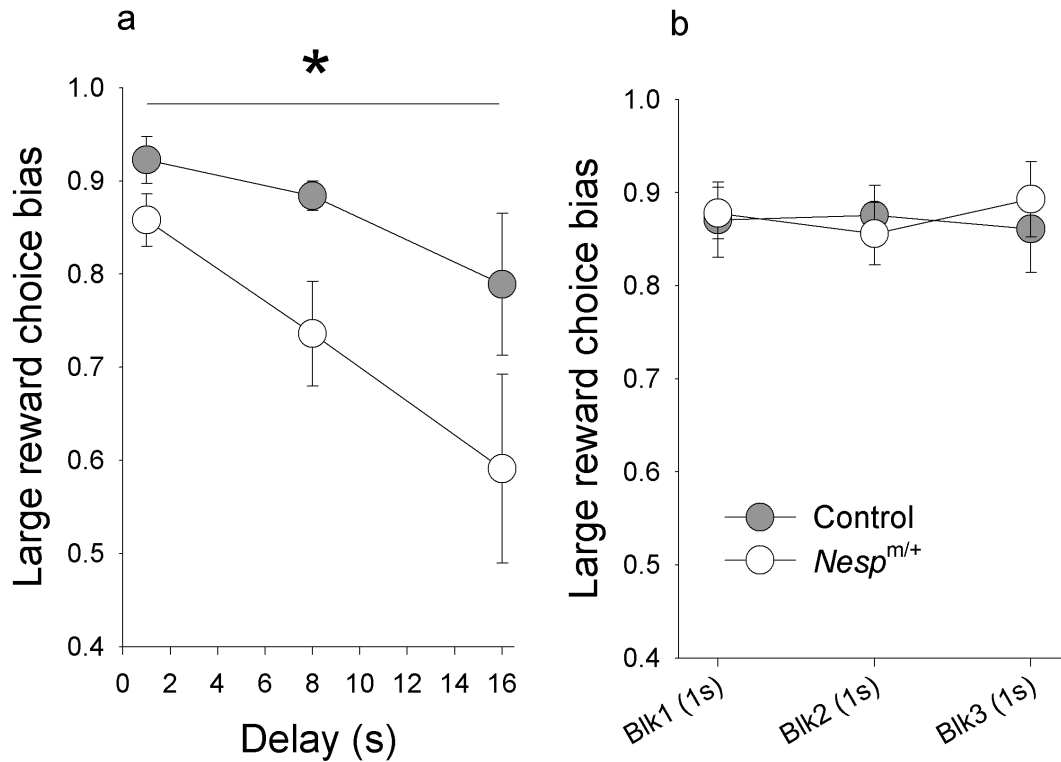 a
*
Large reward choice bias
1.0
0.9
0.8
0.7
0.6
0.5
0.4
0 2 4 6 8 10 12 14 16
Delay (s)
b
Large reward choice bias
1.0
0.9
0.8
0.7
0.6
0.5
0.4
Control
Nesp^m/+
Blk1 (1s)
Blk2 (1s)
Blk3 (1s)